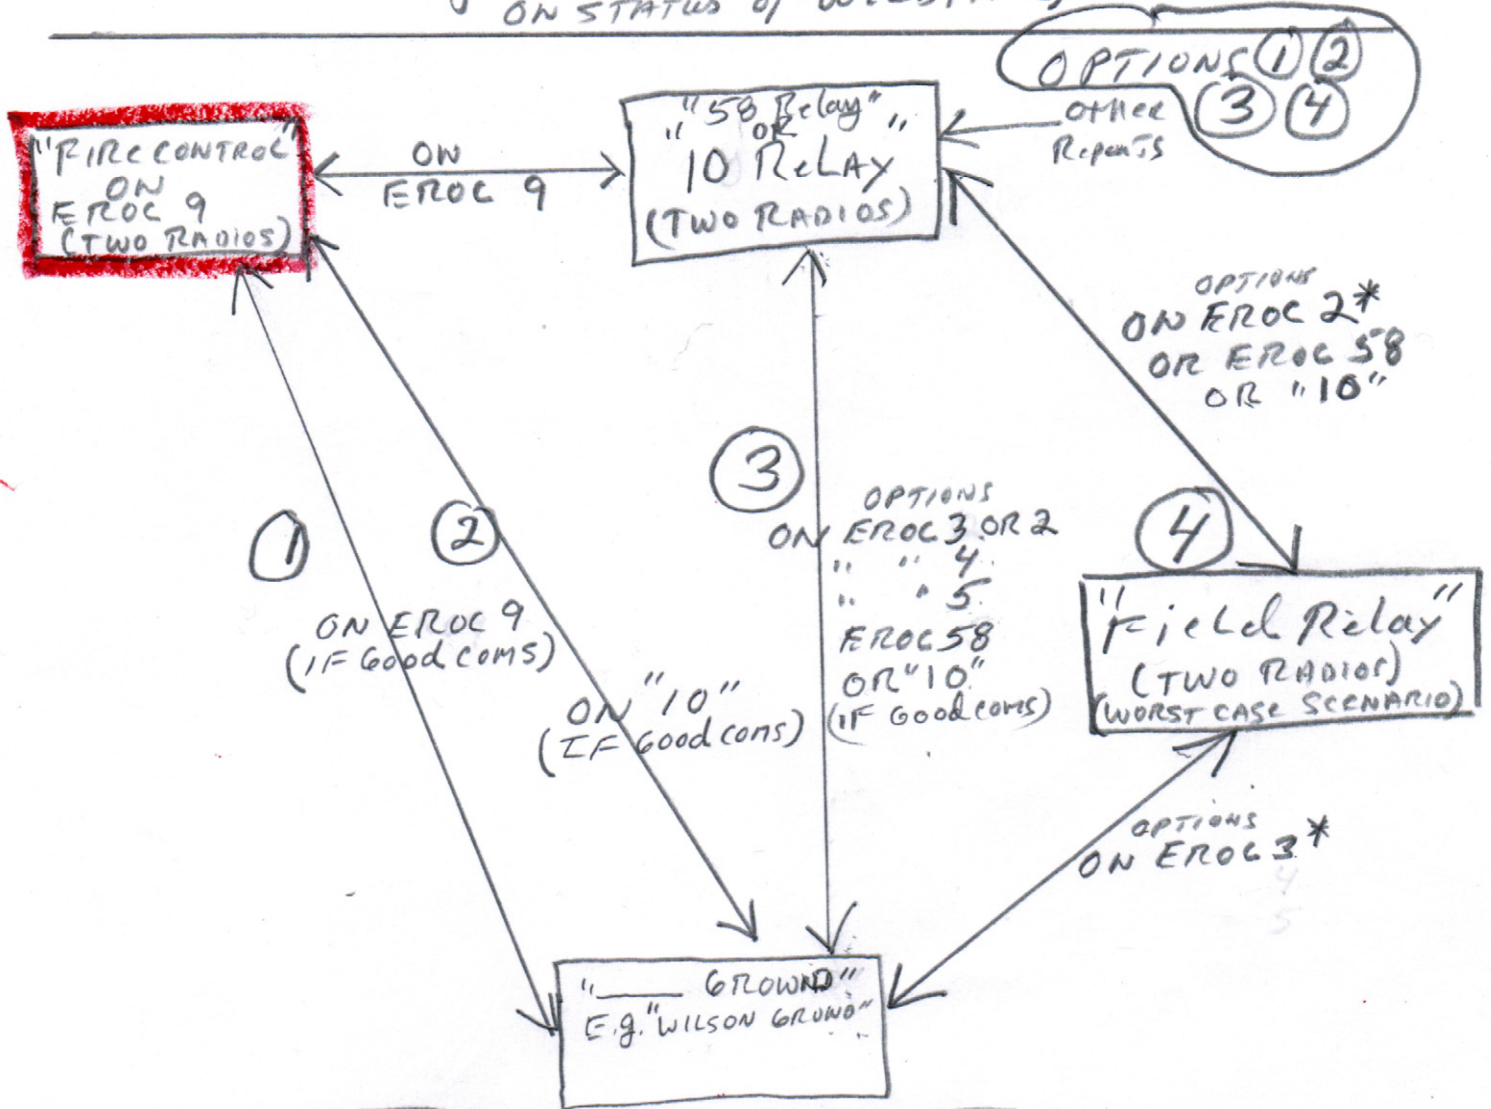 ON STATUS of
OPTIONS 1 2
3 4
Other
Reports
"FIRE CONTROL"
ON
EROC 9
(TWO RADIOS)
ON
EROC 9
"58 Relay"
OR
"10 RELAY"
(TWO RADIOS)
OPTIONS
ON EROC 2*
OR EROC 58
OR "10"
1
2
3
4
ON EROC 9
(IF Good coms)
ON "10"
(IF Good coms)
OPTIONS
ON EROC 3 OR 2
" " 4
" " 5
EROC 58
OR "10"
(IF Good coms)
"Field Relay"
(TWO RADIOS)
(WORST CASE SCENARIO)
OPTIONS
ON EROC 3*
4
5
"____ GROUND"
E.g. "WILSON GRUND"